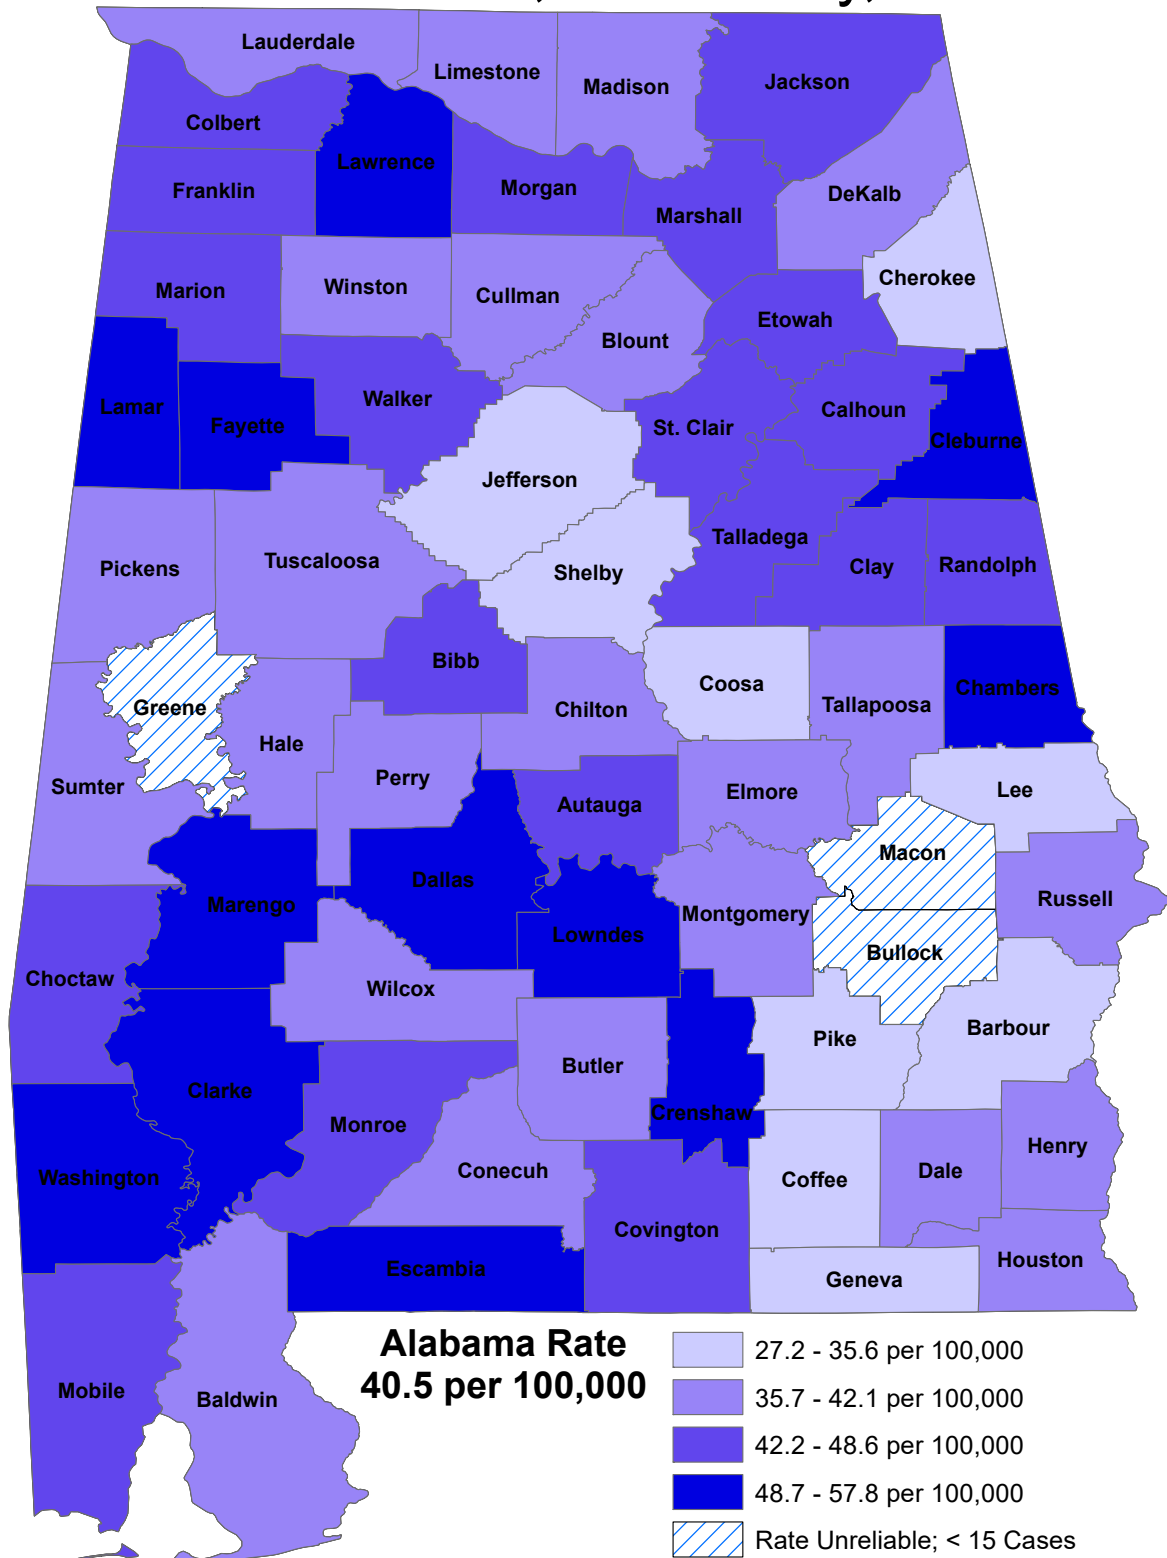 Lauderdale
Limestone
Madison
Jackson
Colbert
Lawrence
Franklin
Morgan
Marshall
DeKalb
Cherokee
Marion
Winston
Cullman
Etowah
Blount
Lamar
Fayette
Walker
St. Clair
Calhoun
Cleburne
Jefferson
Talladega
Pickens
Tuscaloosa
Shelby
Clay
Randolph
Bibb
Coosa
Chambers
Greene
Chilton
Tallapoosa
Hale
Sumter
Perry
Autauga
Elmore
Lee
Macon
Dallas
Marengo
Montgomery
Russell
Lowndes
Bullock
Choctaw
Wilcox
Pike
Barbour
Butler
Clarke
Crenshaw
Monroe
Henry
Washington
Conecuh
Coffee
Dale
Covington
Escambia
Houston
Geneva
Mobile
Baldwin
Alabama Rate
40.5 per 100,000
27.2 - 35.6 per 100,000
35.7 - 42.1 per 100,000
42.2 - 48.6 per 100,000
48.7 - 57.8 per 100,000
Rate Unreliable; < 15 Cases